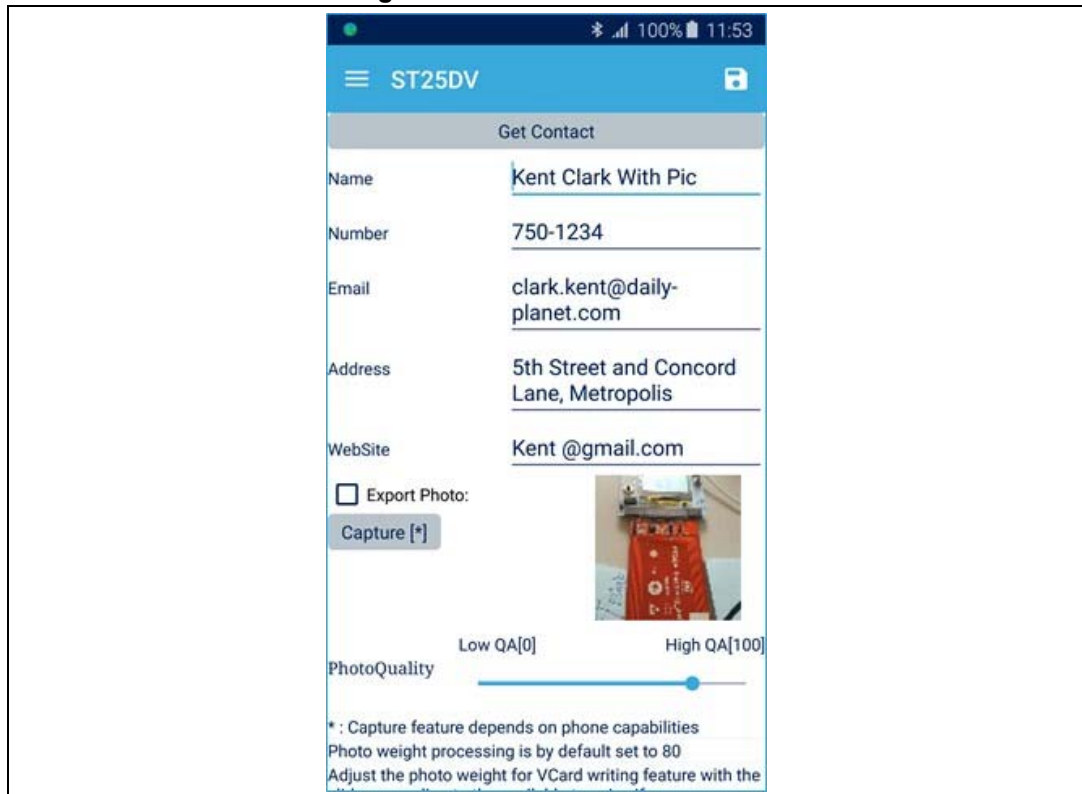 100% 11:53
ST25DV
Get Contact
Name Kent Clark With Pic
Number 750-1234
Email clark.kent@daily-
planet.com
Address 5th Street and Concord
Lane, Metropolis
WebSite Kent @gmail.com
Export Photo:
Capture [*]
Low QA[0] High QA[100]
PhotoQuality
* : Capture feature depends on phone capabilities
Photo weight processing is by default set to 80
Adjust the photo weight for VCard writing feature with the